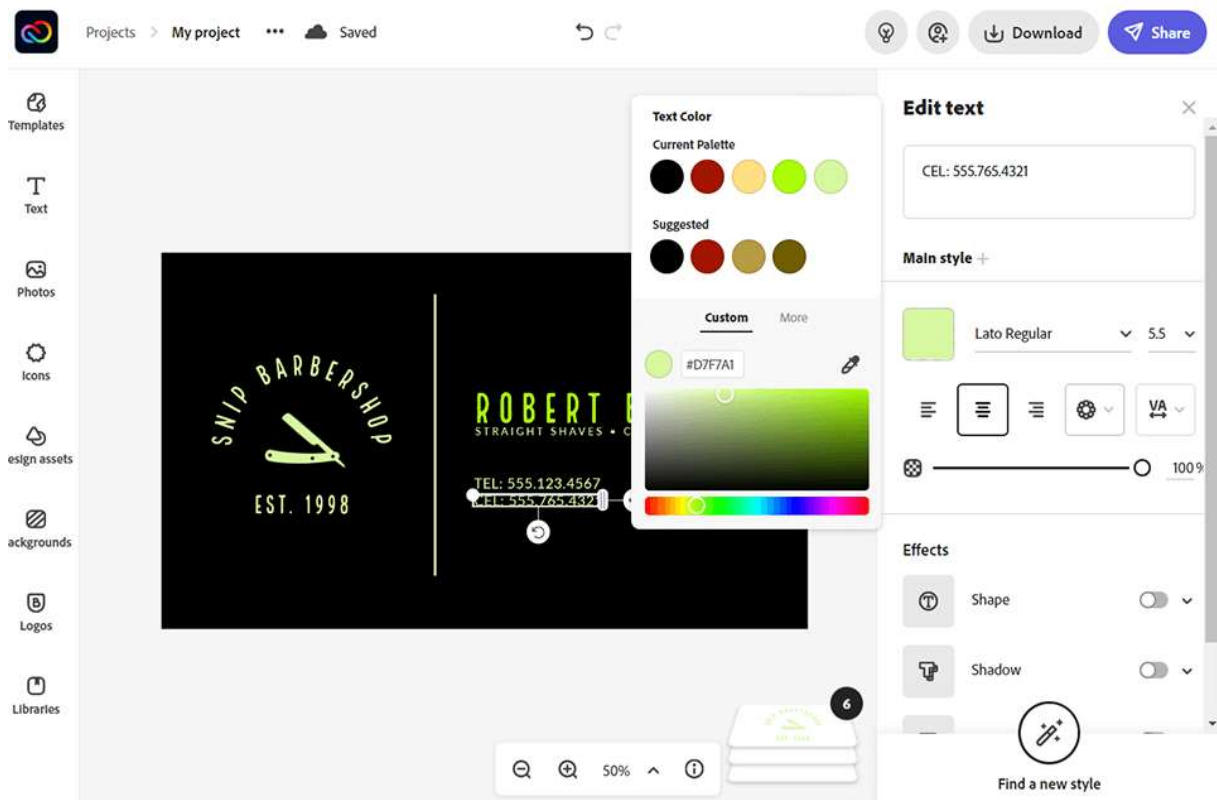 Projects > My project ••• Saved
Download
Share
Templates
Text
Photos
Icons
esign assets
ackgrounds
Logos
Libraries
SNIP BARBERSHOP
EST. 1998
ROBERT
STRAIGHT SHAVES •
TEL: 555.123.4567
CEL: 555.765.4321
Text Color
Current Palette
Suggested
Custom
More
#D7F7A1
Edit text
CEL: 555.765.4321
Main style +
Lato Regular
5.5
VA
100%
Effects
Shape
Shadow
Find a new style
50%
6